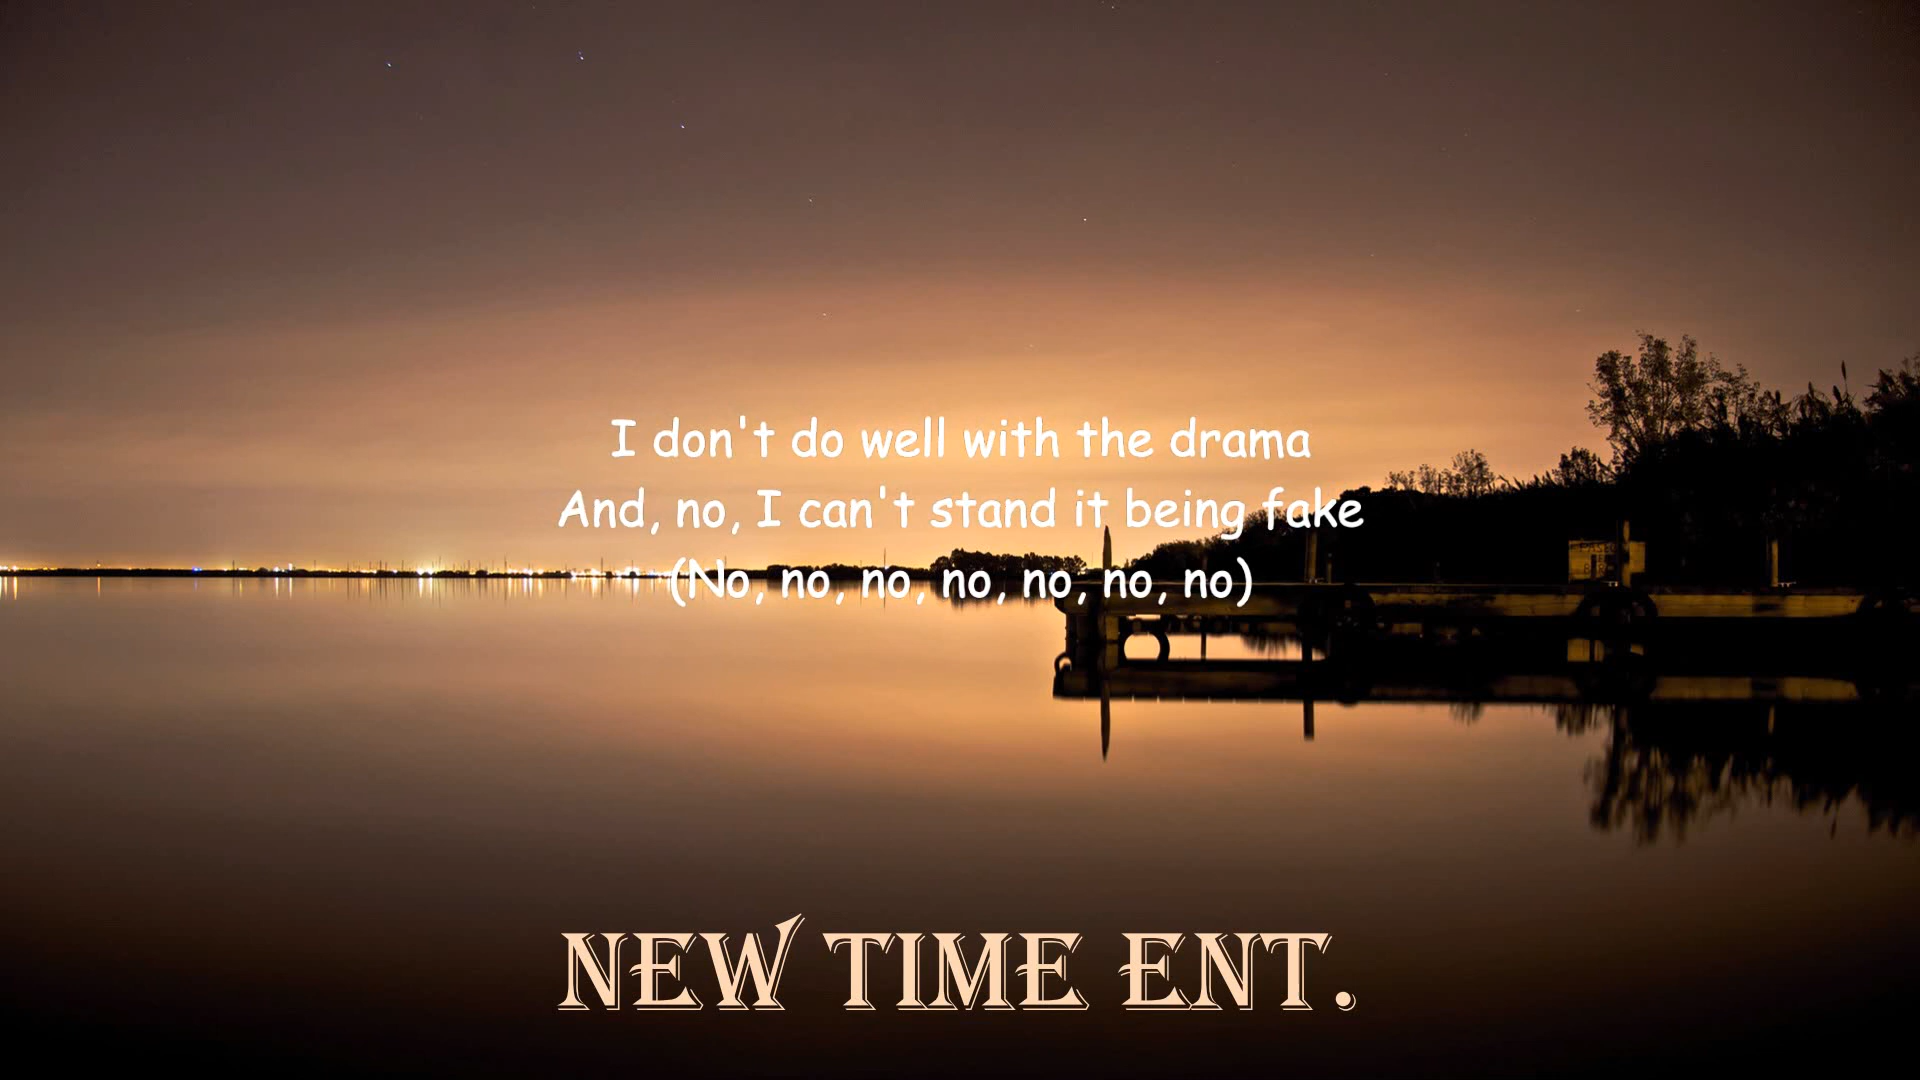 I don't do well with the drama
And, no, I can't stand it being fake
(No, no, no, no, no, no, no)
NEW TIME ENT.